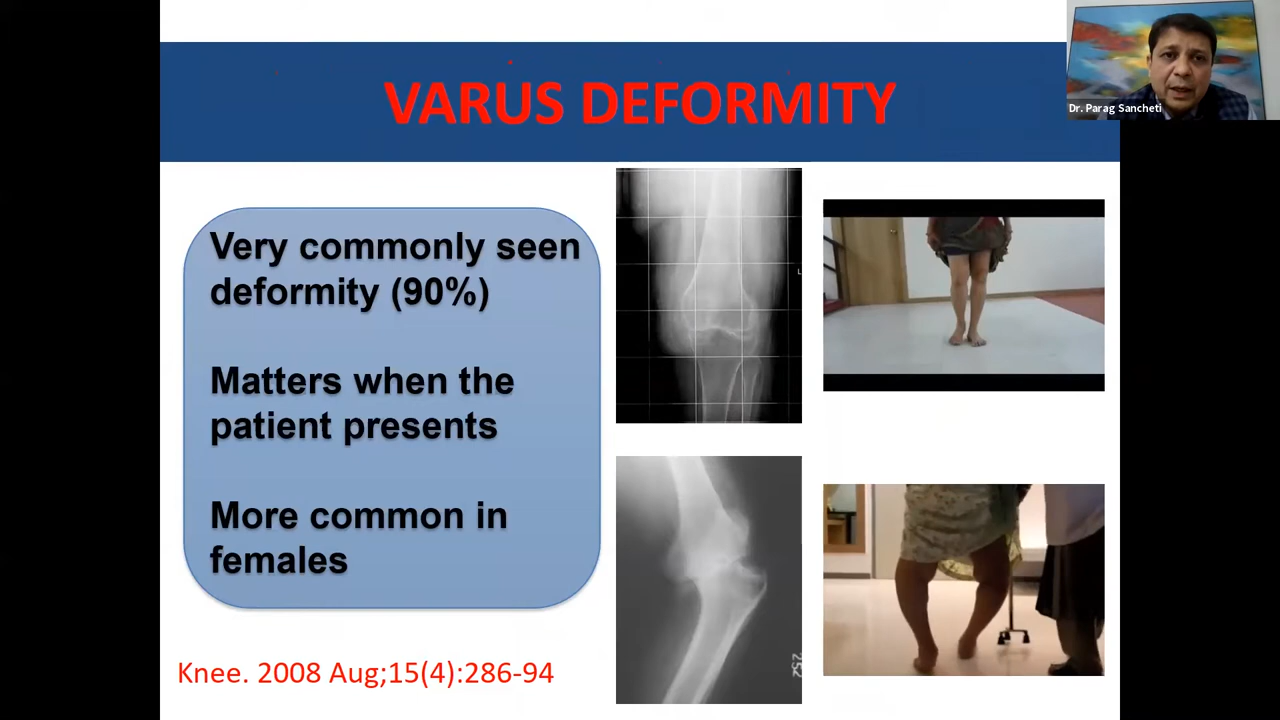 VARUS DEFORMITY
Dr. Parag Sancheti
Very commonly seen
deformity (90%)
Matters when the
patient presents
More common in
females
L
252
Knee. 2008 Aug;15(4):286-94